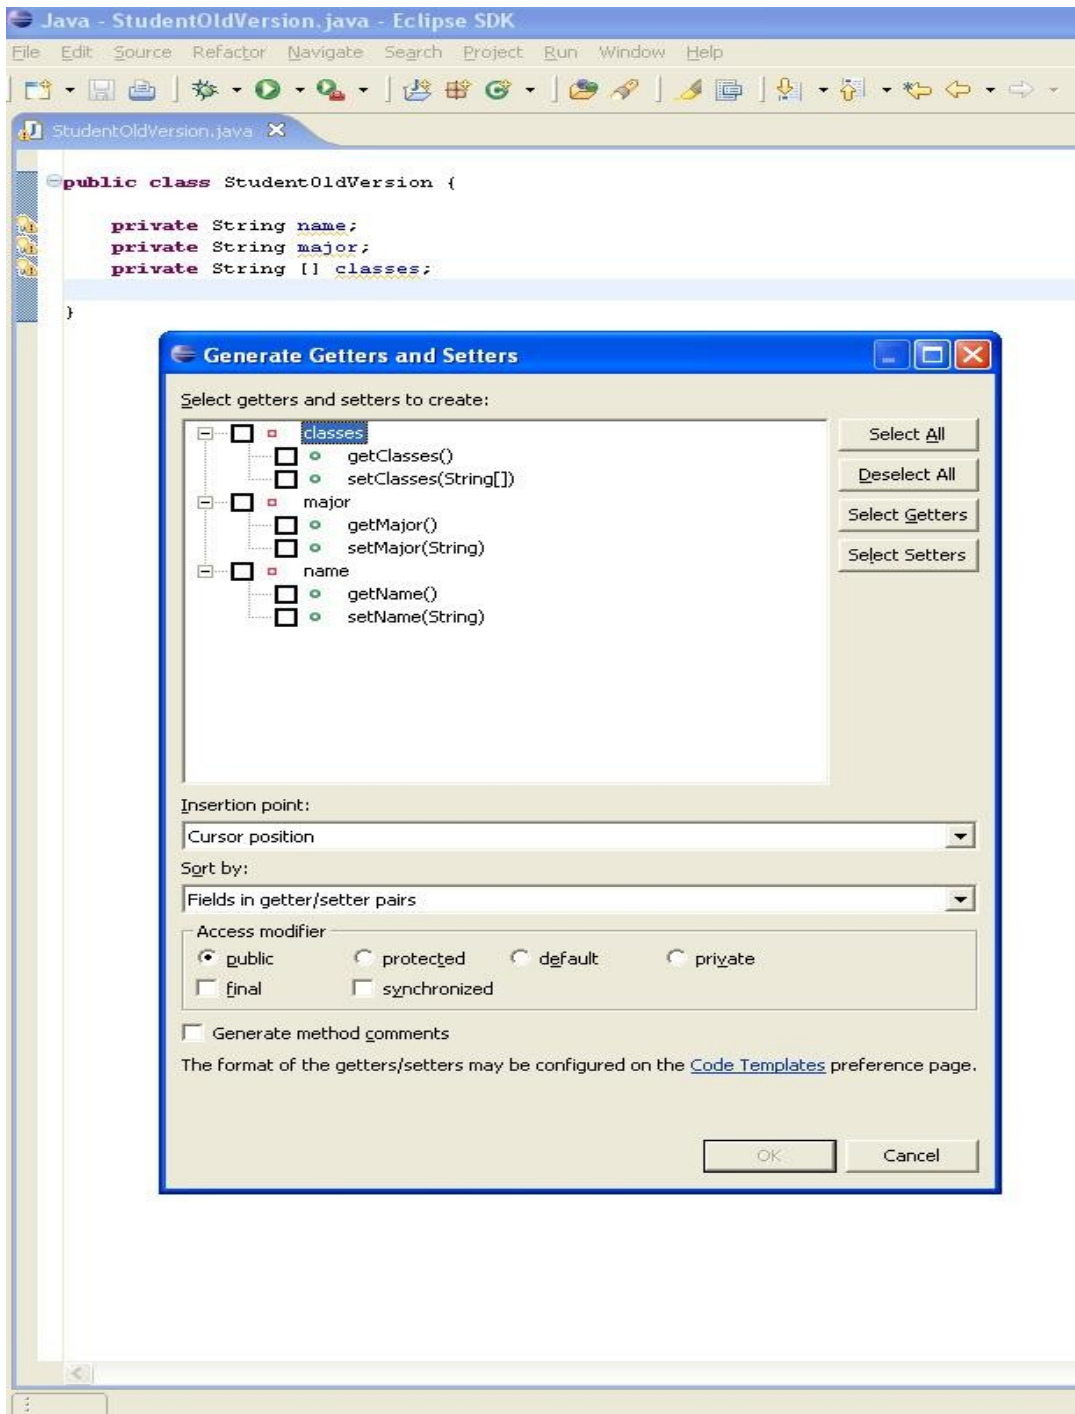 Java - StudentOldVersion.java - Eclipse SDK
File Edit Source Refactor Navigate Search Project Run Window Help
StudentOldVersion.java
public class StudentOldVersion {
private String name;
private String major;
private String [] classes;
}
Generate Getters and Setters
Select getters and setters to create:
classes
getClasses()
setClasses(String[])
major
getMajor()
setMajor(String)
name
getName()
setName(String)
Select All
Deselect All
Select Getters
Select Setters
Insertion point:
Cursor position
Sort by:
Fields in getter/setter pairs
Access modifier
public protected default private
final synchronized
Generate method comments
The format of the getters/setters may be configured on the Code Templates preference page.
OK Cancel